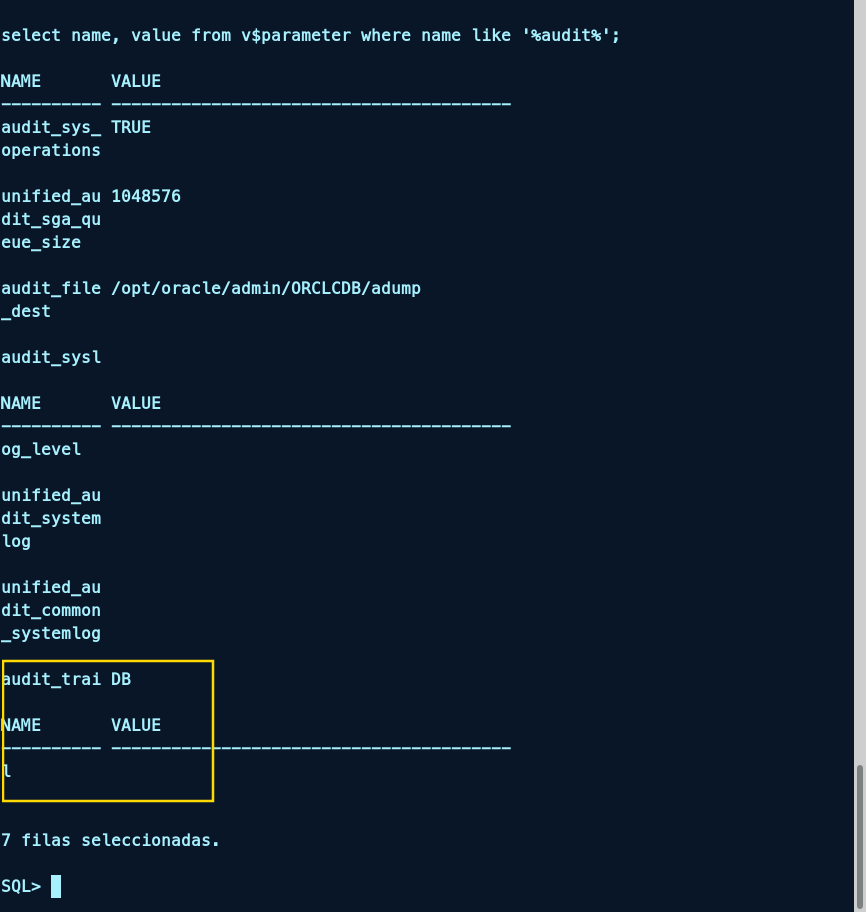 select name, value from v$parameter where name like '%audit%';
NAME       VALUE
---------- ----------------------------------------
audit_sys_ TRUE
operations
unified_au 1048576
dit_sga_qu
eue_size
audit_file /opt/oracle/admin/ORCLCDB/adump
_dest
audit_sysl
NAME       VALUE
---------- ----------------------------------------
og_level
unified_au
dit_system
log
unified_au
dit_common
_systemlog
audit_trai DB
NAME       VALUE
---------- ----------------------------------------
l
7 filas seleccionadas.
SQL>